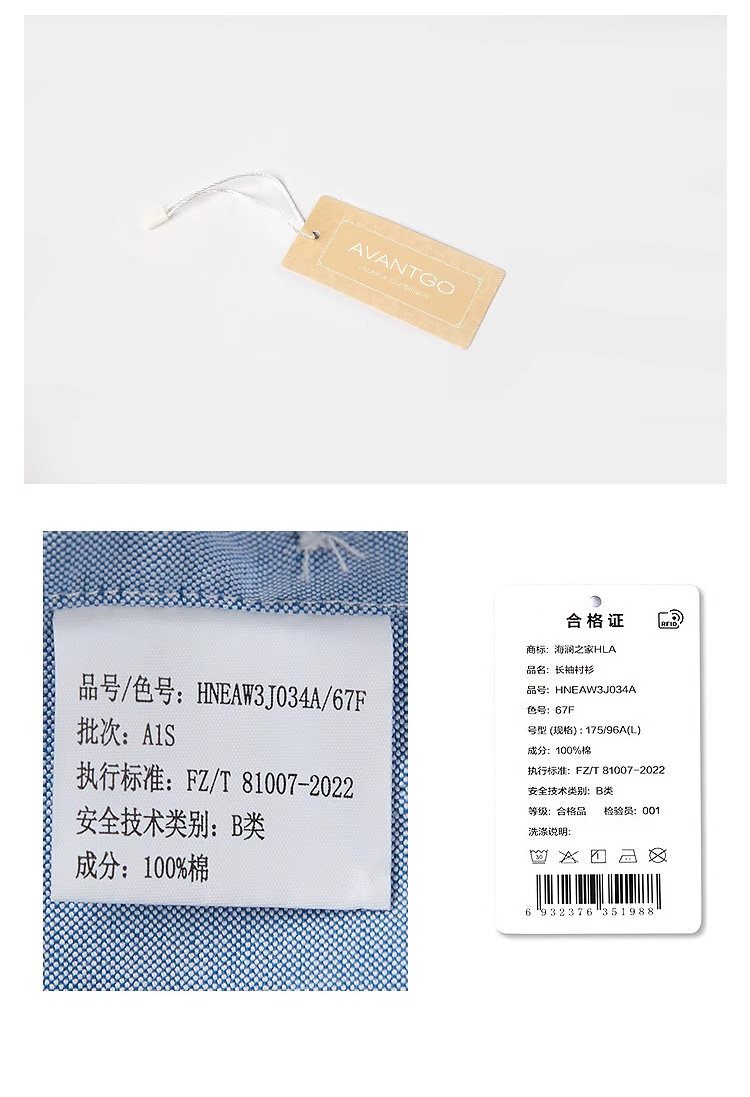 AVANTGO
品号/色号: HNEAW3J034A/67F
批次: A1S
执行标准: FZ/T 81007-2022
安全技术类别: B类
成分: 100%棉
合格证
RFID
商标: 海澜之家HLA
品名: 长袖衬衫
品号: HNEAW3J034A
色号: 67F
号型 (规格) : 175/96A(L)
成分: 100%棉
执行标准: FZ/T 81007-2022
安全技术类别: B类
等级: 合格品 检验员: 001
洗涤说明:
30
6 932376 351988